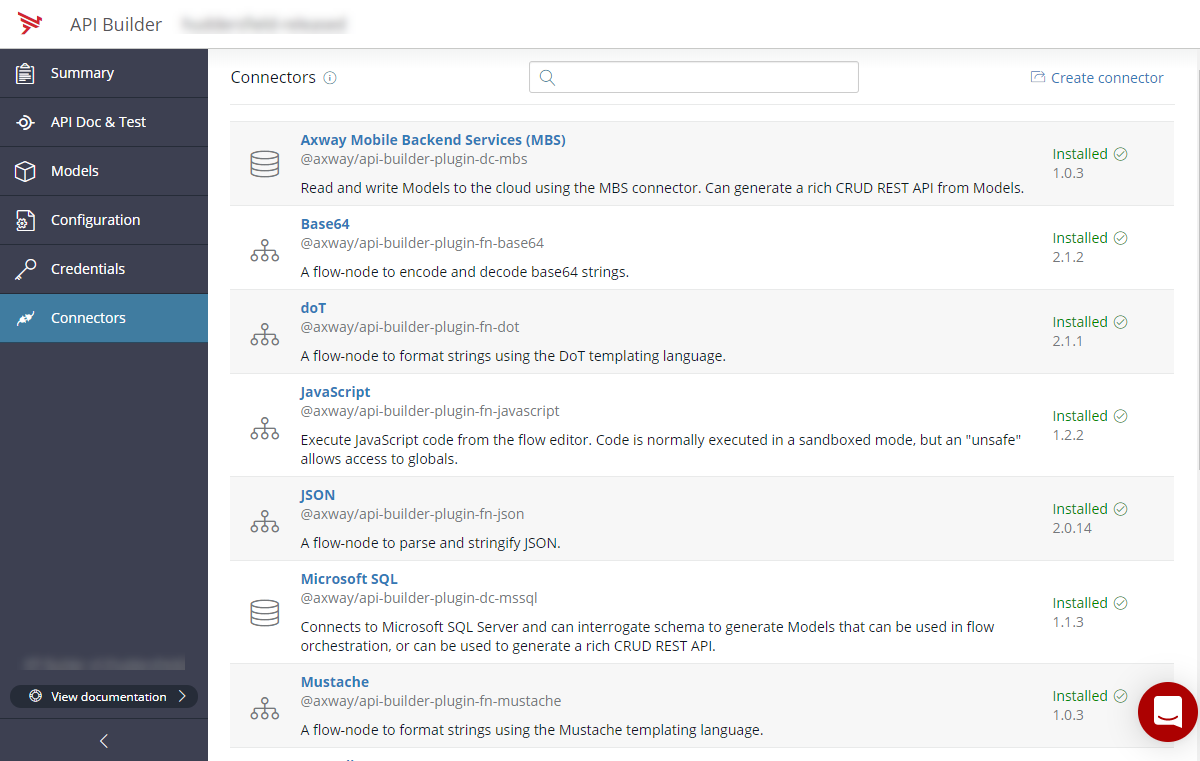 API Builder
Summary
API Doc & Test
Models
Configuration
Credentials
Connectors
View documentation
Connectors
Create connector
Axway Mobile Backend Services (MBS)
@axway/api-builder-plugin-dc-mbs
Read and write Models to the cloud using the MBS connector. Can generate a rich CRUD REST API from Models.
Installed
1.0.3
Base64
@axway/api-builder-plugin-fn-base64
A flow-node to encode and decode base64 strings.
Installed
2.1.2
doT
@axway/api-builder-plugin-fn-dot
A flow-node to format strings using the DoT templating language.
Installed
2.1.1
JavaScript
@axway/api-builder-plugin-fn-javascript
Execute JavaScript code from the flow editor. Code is normally executed in a sandboxed mode, but an "unsafe"
allows access to globals.
Installed
1.2.2
JSON
@axway/api-builder-plugin-fn-json
A flow-node to parse and stringify JSON.
Installed
2.0.14
Microsoft SQL
@axway/api-builder-plugin-dc-mssql
Connects to Microsoft SQL Server and can interrogate schema to generate Models that can be used in flow
orchestration, or can be used to generate a rich CRUD REST API.
Installed
1.1.3
Mustache
@axway/api-builder-plugin-fn-mustache
A flow-node to format strings using the Mustache templating language.
Installed
1.0.3